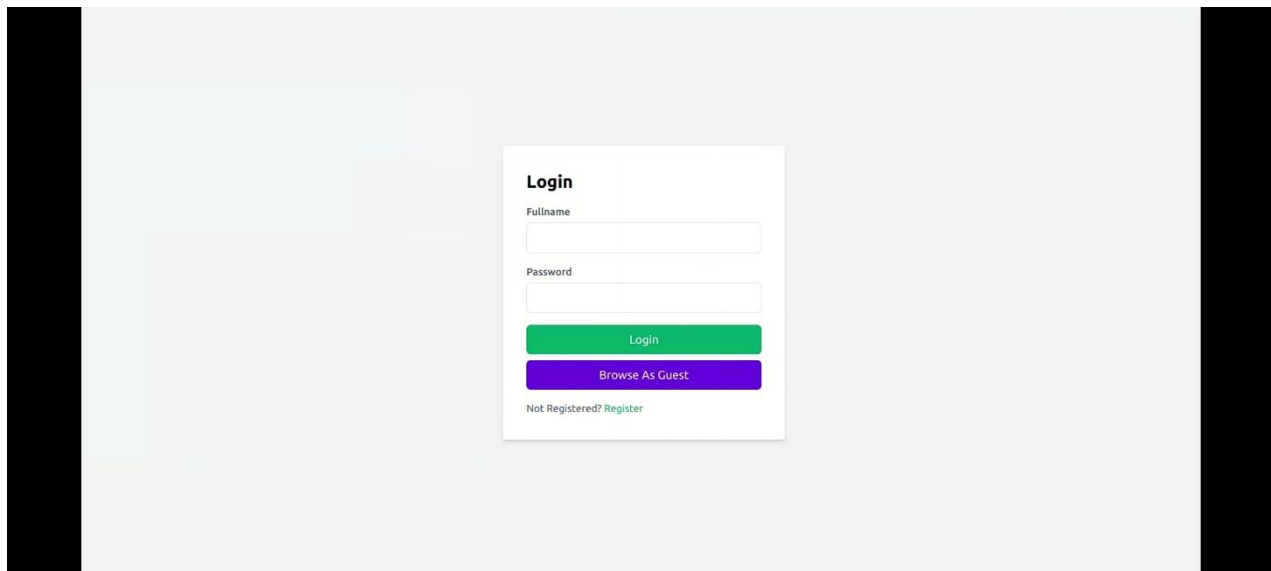 Login
Fullname
Password
Login
Browse As Guest
Not Registered? Register